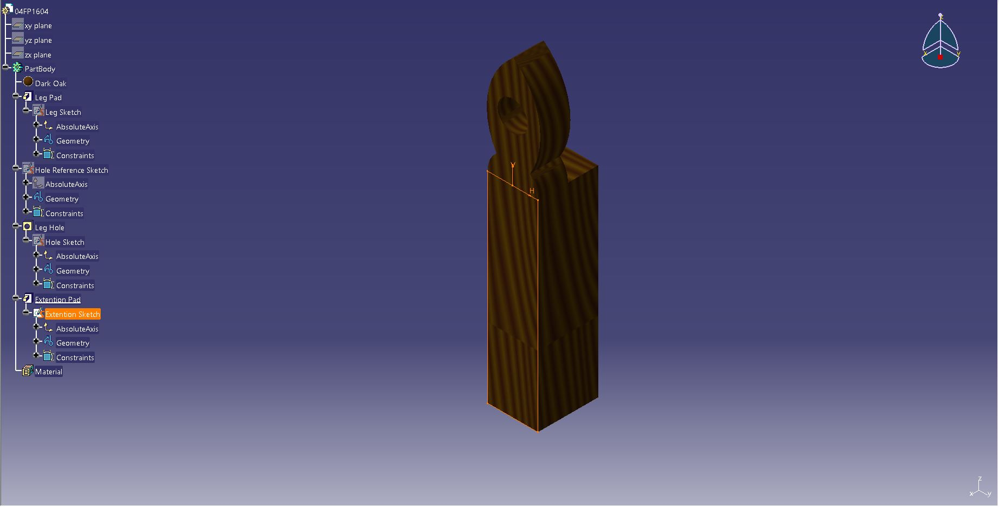 04FP1604
xy plane
yz plane
zx plane
PartBody
Dark Oak
Leg Pad
Leg Sketch
AbsoluteAxis
Geometry
Constraints
Hole Reference Sketch
AbsoluteAxis
Geometry
Constraints
Leg Hole
Hole Sketch
AbsoluteAxis
Geometry
Constraints
Extention Pad
Extention Sketch
AbsoluteAxis
Geometry
Constraints
Material
V
H
z
x y
z
x y